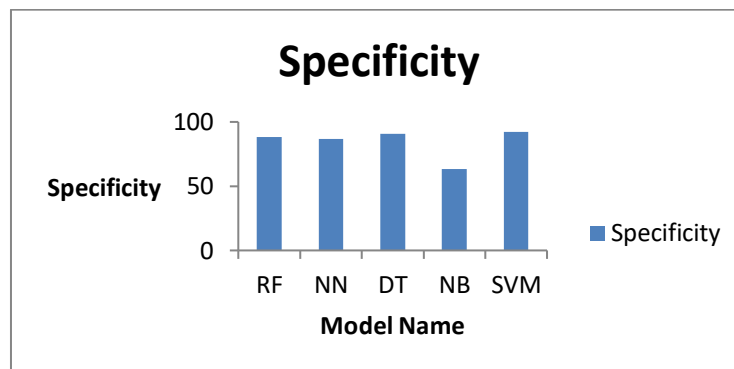 Specificity
100
50
0
Specificity
RF NN DT NB SVM
Model Name
Specificity